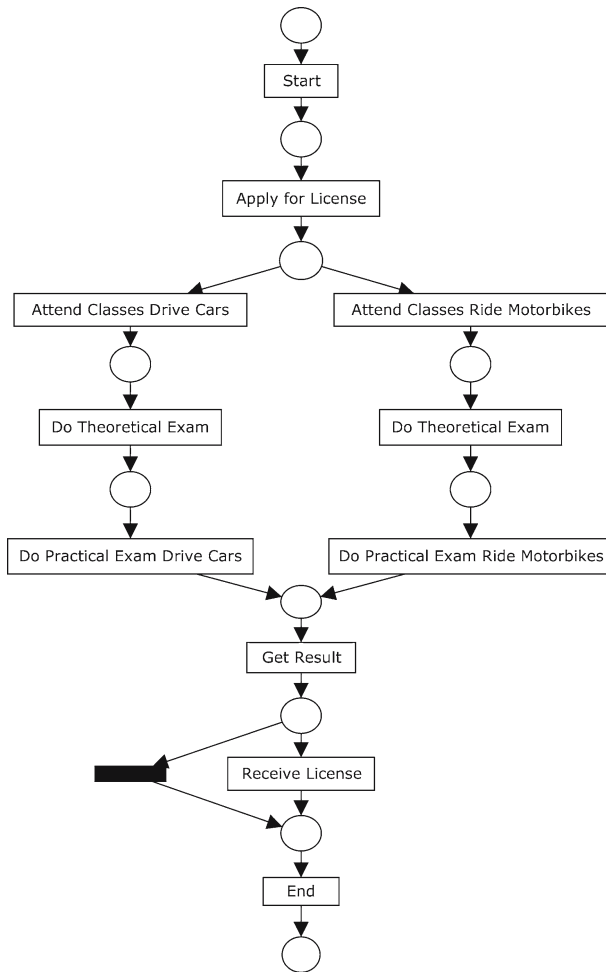 Start
Apply for License
Attend Classes Drive Cars
Attend Classes Ride Motorbikes
Do Theoretical Exam
Do Theoretical Exam
Do Practical Exam Drive Cars
Do Practical Exam Ride Motorbikes
Get Result
Receive License
End